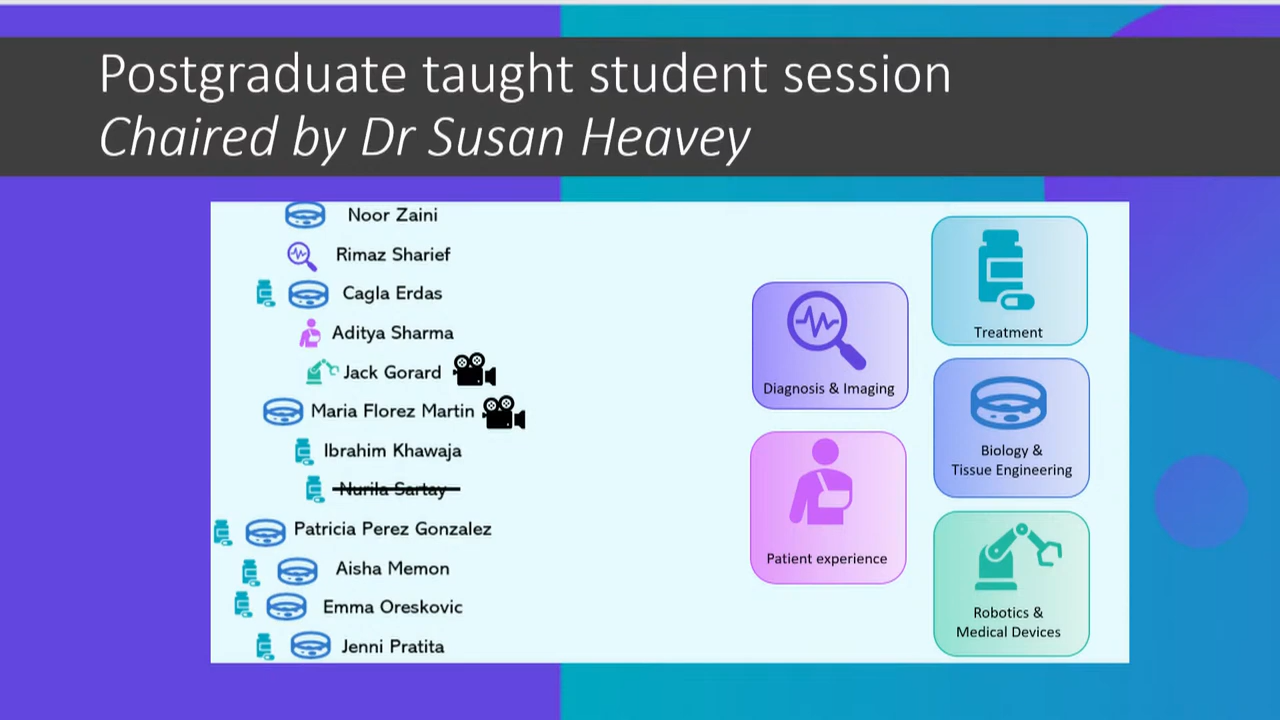 Postgraduate taught student session
Chaired by Dr Susan Heavey
Noor Zaini
Rimaz Sharief
Cagla Erdas
Aditya Sharma
Jack Gorard
Maria Florez Martin
Ibrahim Khawaja
Nurila Sartay
Patricia Perez Gonzalez
Aisha Memon
Emma Oreskovic
Jenni Pratita
Diagnosis & Imaging
Patient experience
Treatment
Biology &
Tissue Engineering
Robotics &
Medical Devices